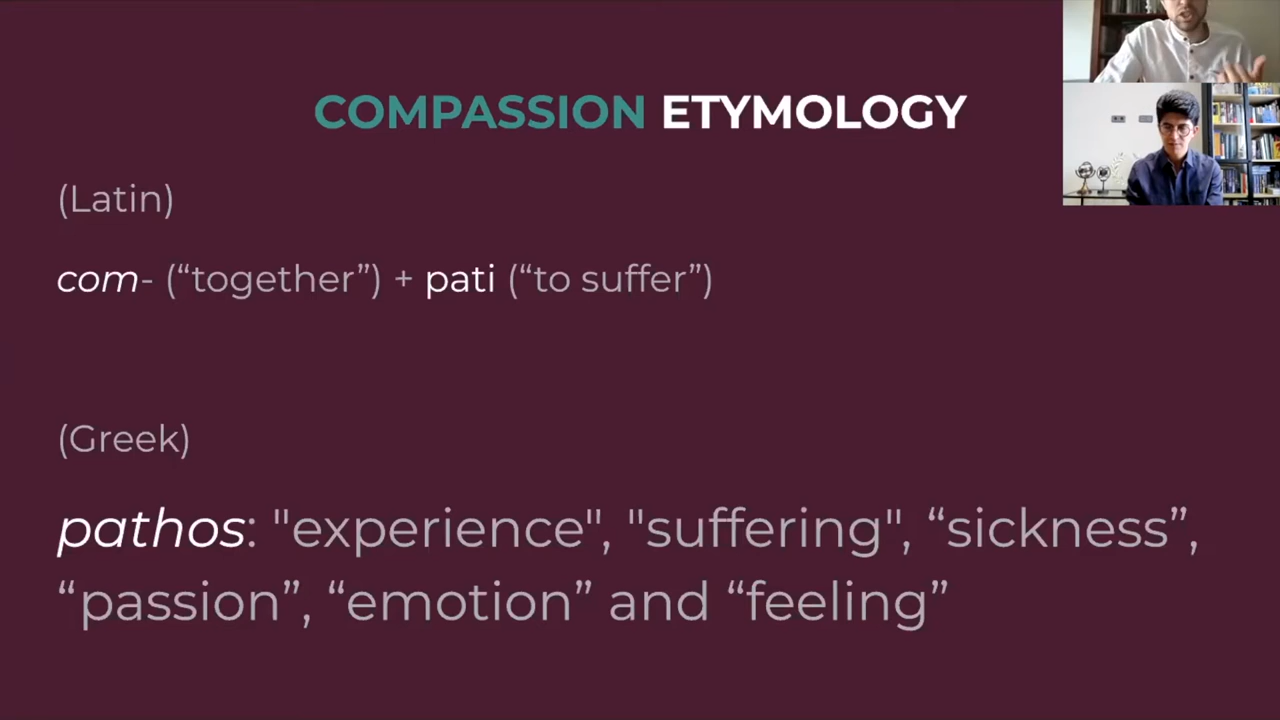 COMPASSION ETYMOLOGY
(Latin)
com- (“together”) + pati (“to suffer”)
(Greek)
pathos: "experience", "suffering", “sickness”,
“passion”, “emotion” and “feeling”